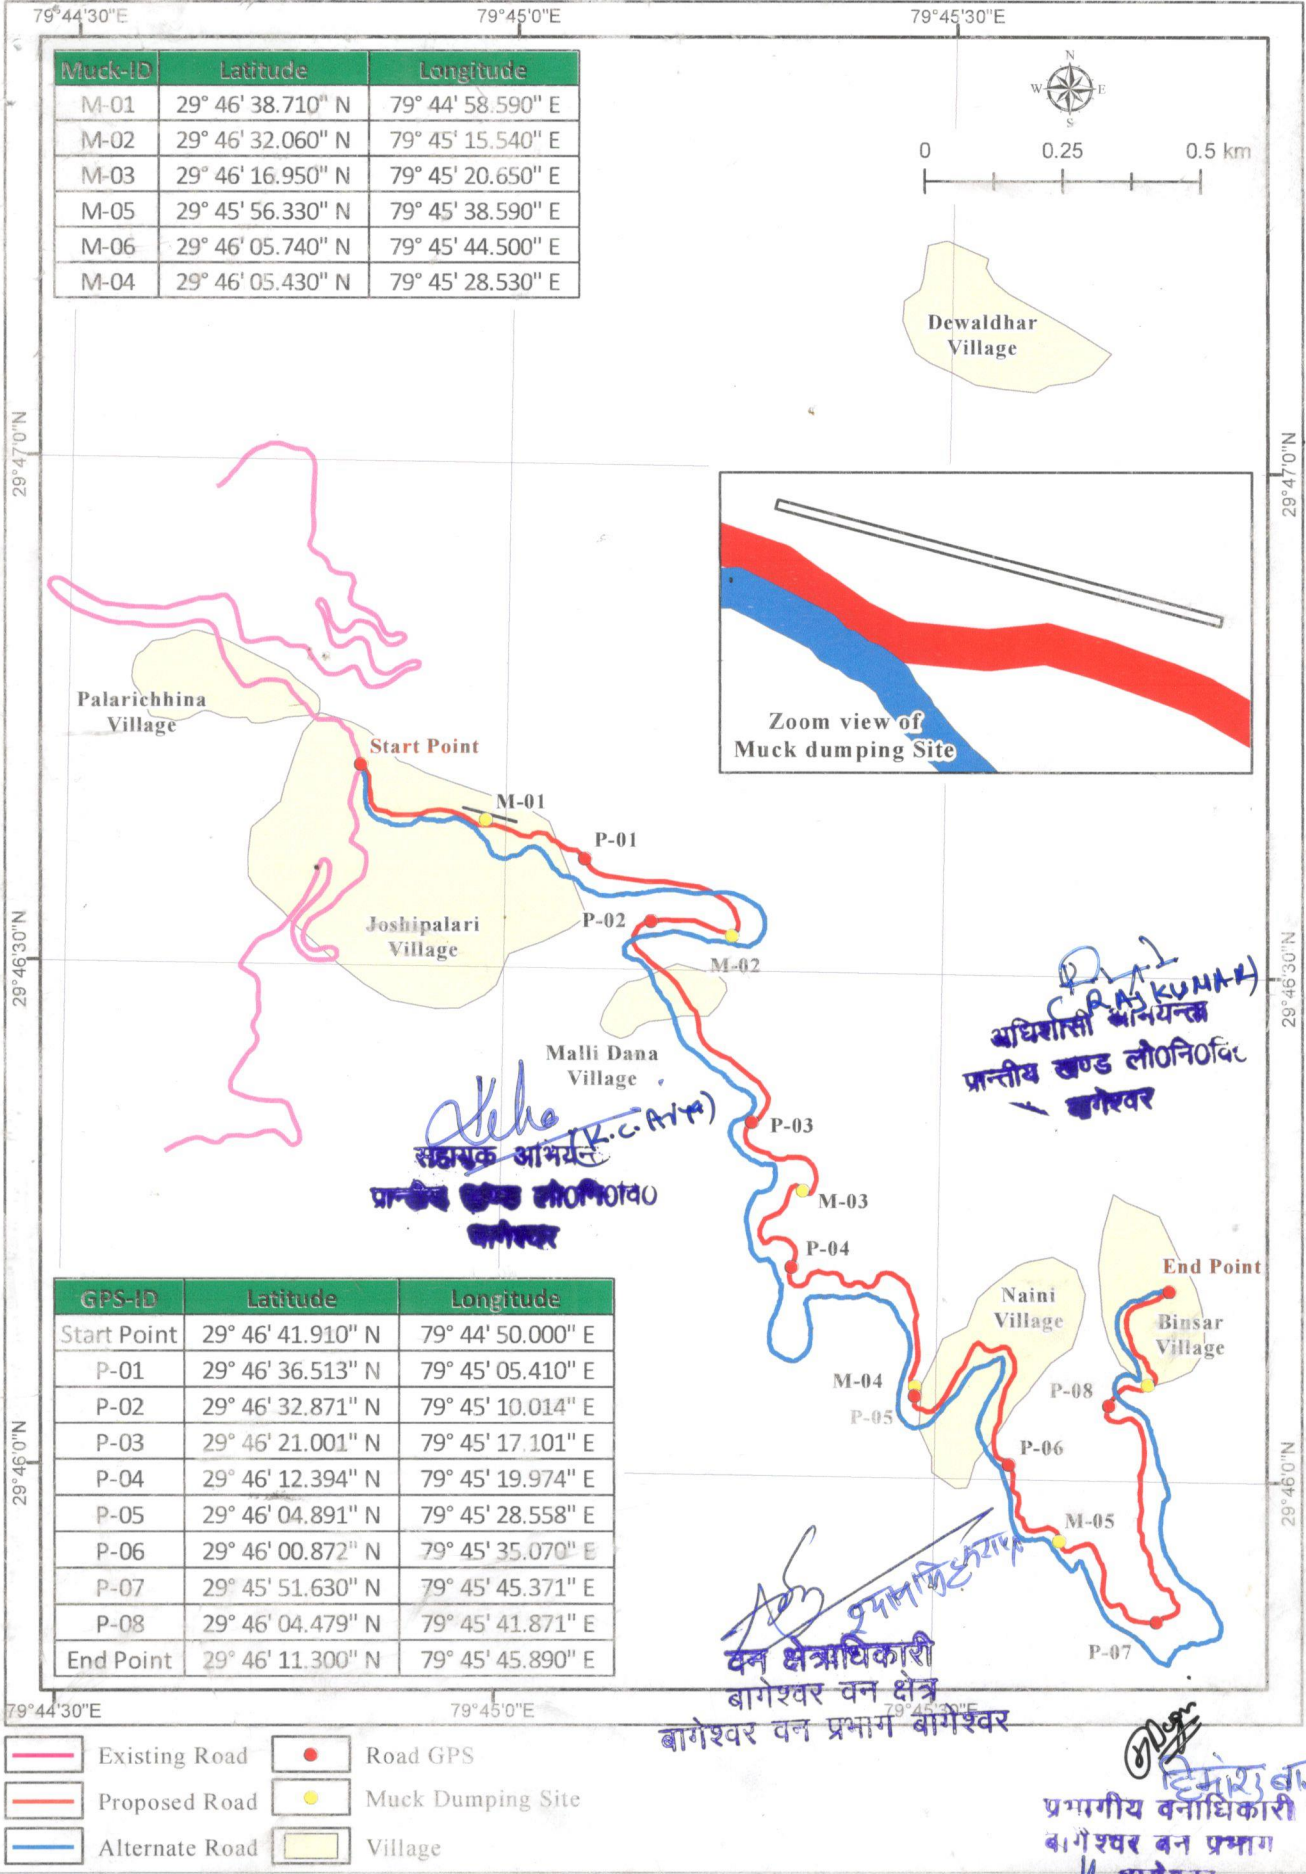 79°44'30"E 79°45'0"E 79°45'30"E
Muck-ID Latitude Longitude
M-01 29° 46' 38.710" N 79° 44' 58.590" E
M-02 29° 46' 32.060" N 79° 45' 15.540" E
M-03 29° 46' 16.950" N 79° 45' 20.650" E
M-05 29° 45' 56.330" N 79° 45' 38.590" E
M-06 29° 46' 05.740" N 79° 45' 44.500" E
M-04 29° 46' 05.430" N 79° 45' 28.530" E
N
W E
S
0 0.25 0.5 km
Dewaldhar
Village
29°47'0"N
29°47'0"N
Zoom view of
Muck dumping Site
Palarichhina
Village
Start Point
M-01
P-01
P-02
Joshipalari
Village
M-02
29°46'30"N
29°46'30"N
(RAJ KUMAR)
अधिशासी अभियन्ता
प्रान्तीय खण्ड लो०नि०वि०
बागेश्वर
Malli Dana
Village
(K.C. Arya)
सहायक अभियन्ता
प्रान्तीय खण्ड लो०नि०वि०
बागेश्वर
P-03
M-03
P-04
End Point
Naini
Village
Binsar
Village
M-04
P-05
P-08
P-06
M-05
P-07
29°46'0"N
29°46'0"N
GPS-ID Latitude Longitude
Start Point 29° 46' 41.910" N 79° 44' 50.000" E
P-01 29° 46' 36.513" N 79° 45' 05.410" E
P-02 29° 46' 32.871" N 79° 45' 10.014" E
P-03 29° 46' 21.001" N 79° 45' 17.101" E
P-04 29° 46' 12.394" N 79° 45' 19.974" E
P-05 29° 46' 04.891" N 79° 45' 28.558" E
P-06 29° 46' 00.872" N 79° 45' 35.070" E
P-07 29° 45' 51.630" N 79° 45' 45.371" E
P-08 29° 46' 04.479" N 79° 45' 41.871" E
End Point 29° 46' 11.300" N 79° 45' 45.890" E
वन क्षेत्राधिकारी
बागेश्वर वन क्षेत्र
बागेश्वर वन प्रभाग बागेश्वर
79°44'30"E 79°45'0"E 79°45'30"E
Existing Road Road GPS
Proposed Road Muck Dumping Site
Alternate Road Village
प्रभागीय वनाधिकारी
बागेश्वर वन प्रभाग